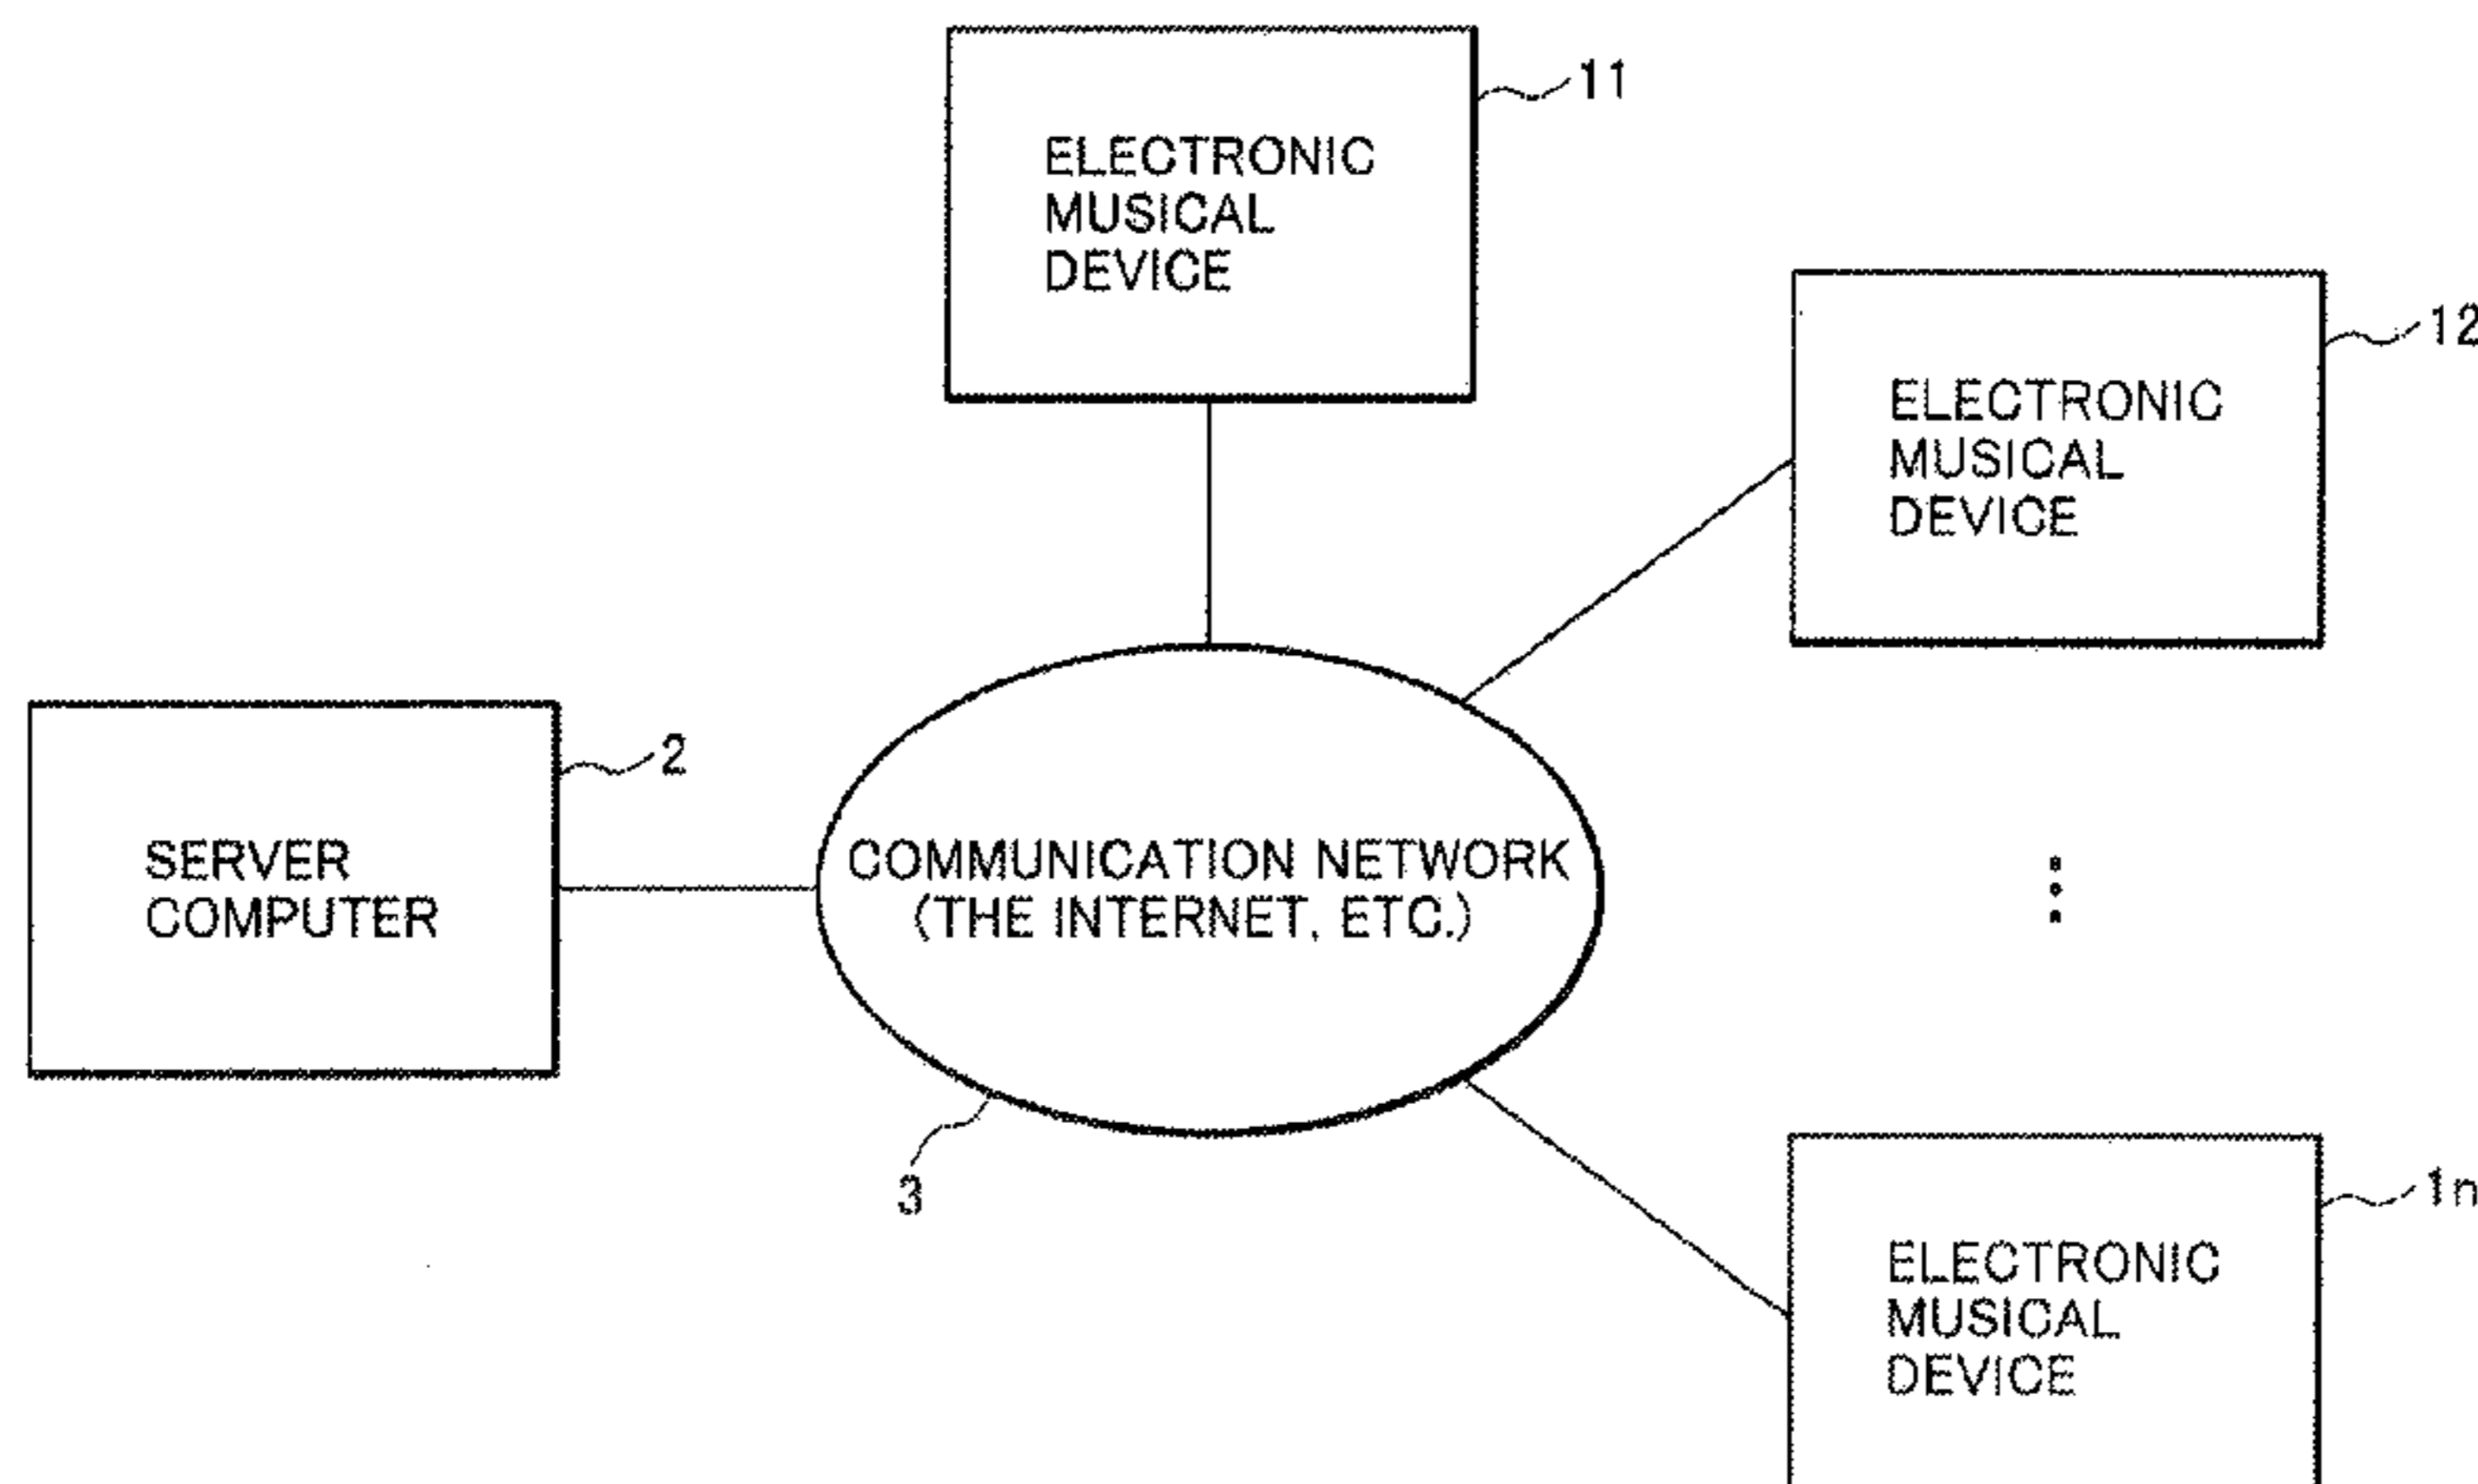 11
ELECTRONIC
MUSICAL
DEVICE
12
ELECTRONIC
MUSICAL
DEVICE
2
SERVER
COMPUTER
COMMUNICATION NETWORK
(THE INTERNET, ETC.)
3
1n
ELECTRONIC
MUSICAL
DEVICE